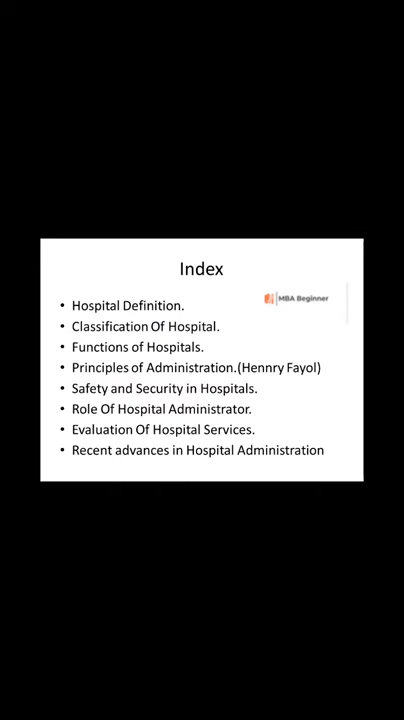 Index
MBA Beginner
• Hospital Definition.
• Classification Of Hospital.
• Functions of Hospitals.
• Principles of Administration.(Hennry Fayol)
• Safety and Security in Hospitals.
• Role Of Hospital Administrator.
• Evaluation Of Hospital Services.
• Recent advances in Hospital Administration